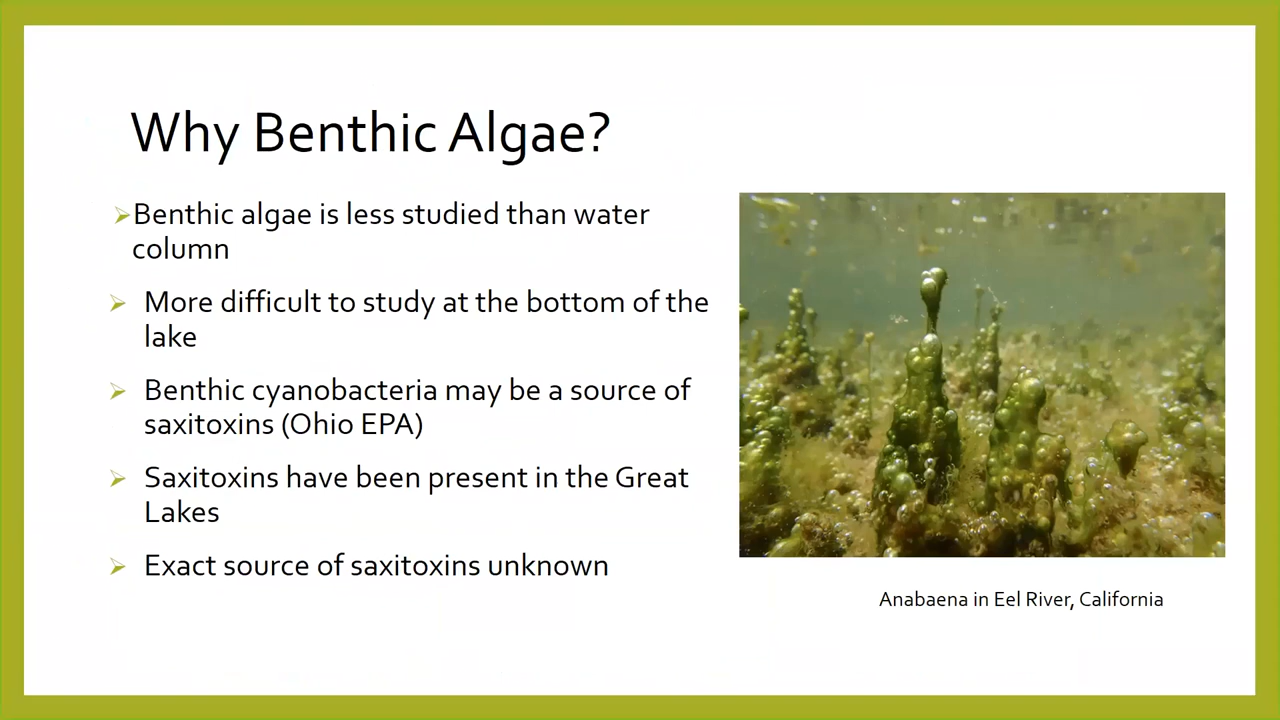 Why Benthic Algae?
Benthic algae is less studied than water
column
More difficult to study at the bottom of the
lake
Benthic cyanobacteria may be a source of
saxitoxins (Ohio EPA)
Saxitoxins have been present in the Great
Lakes
Exact source of saxitoxins unknown
Anabaena in Eel River, California